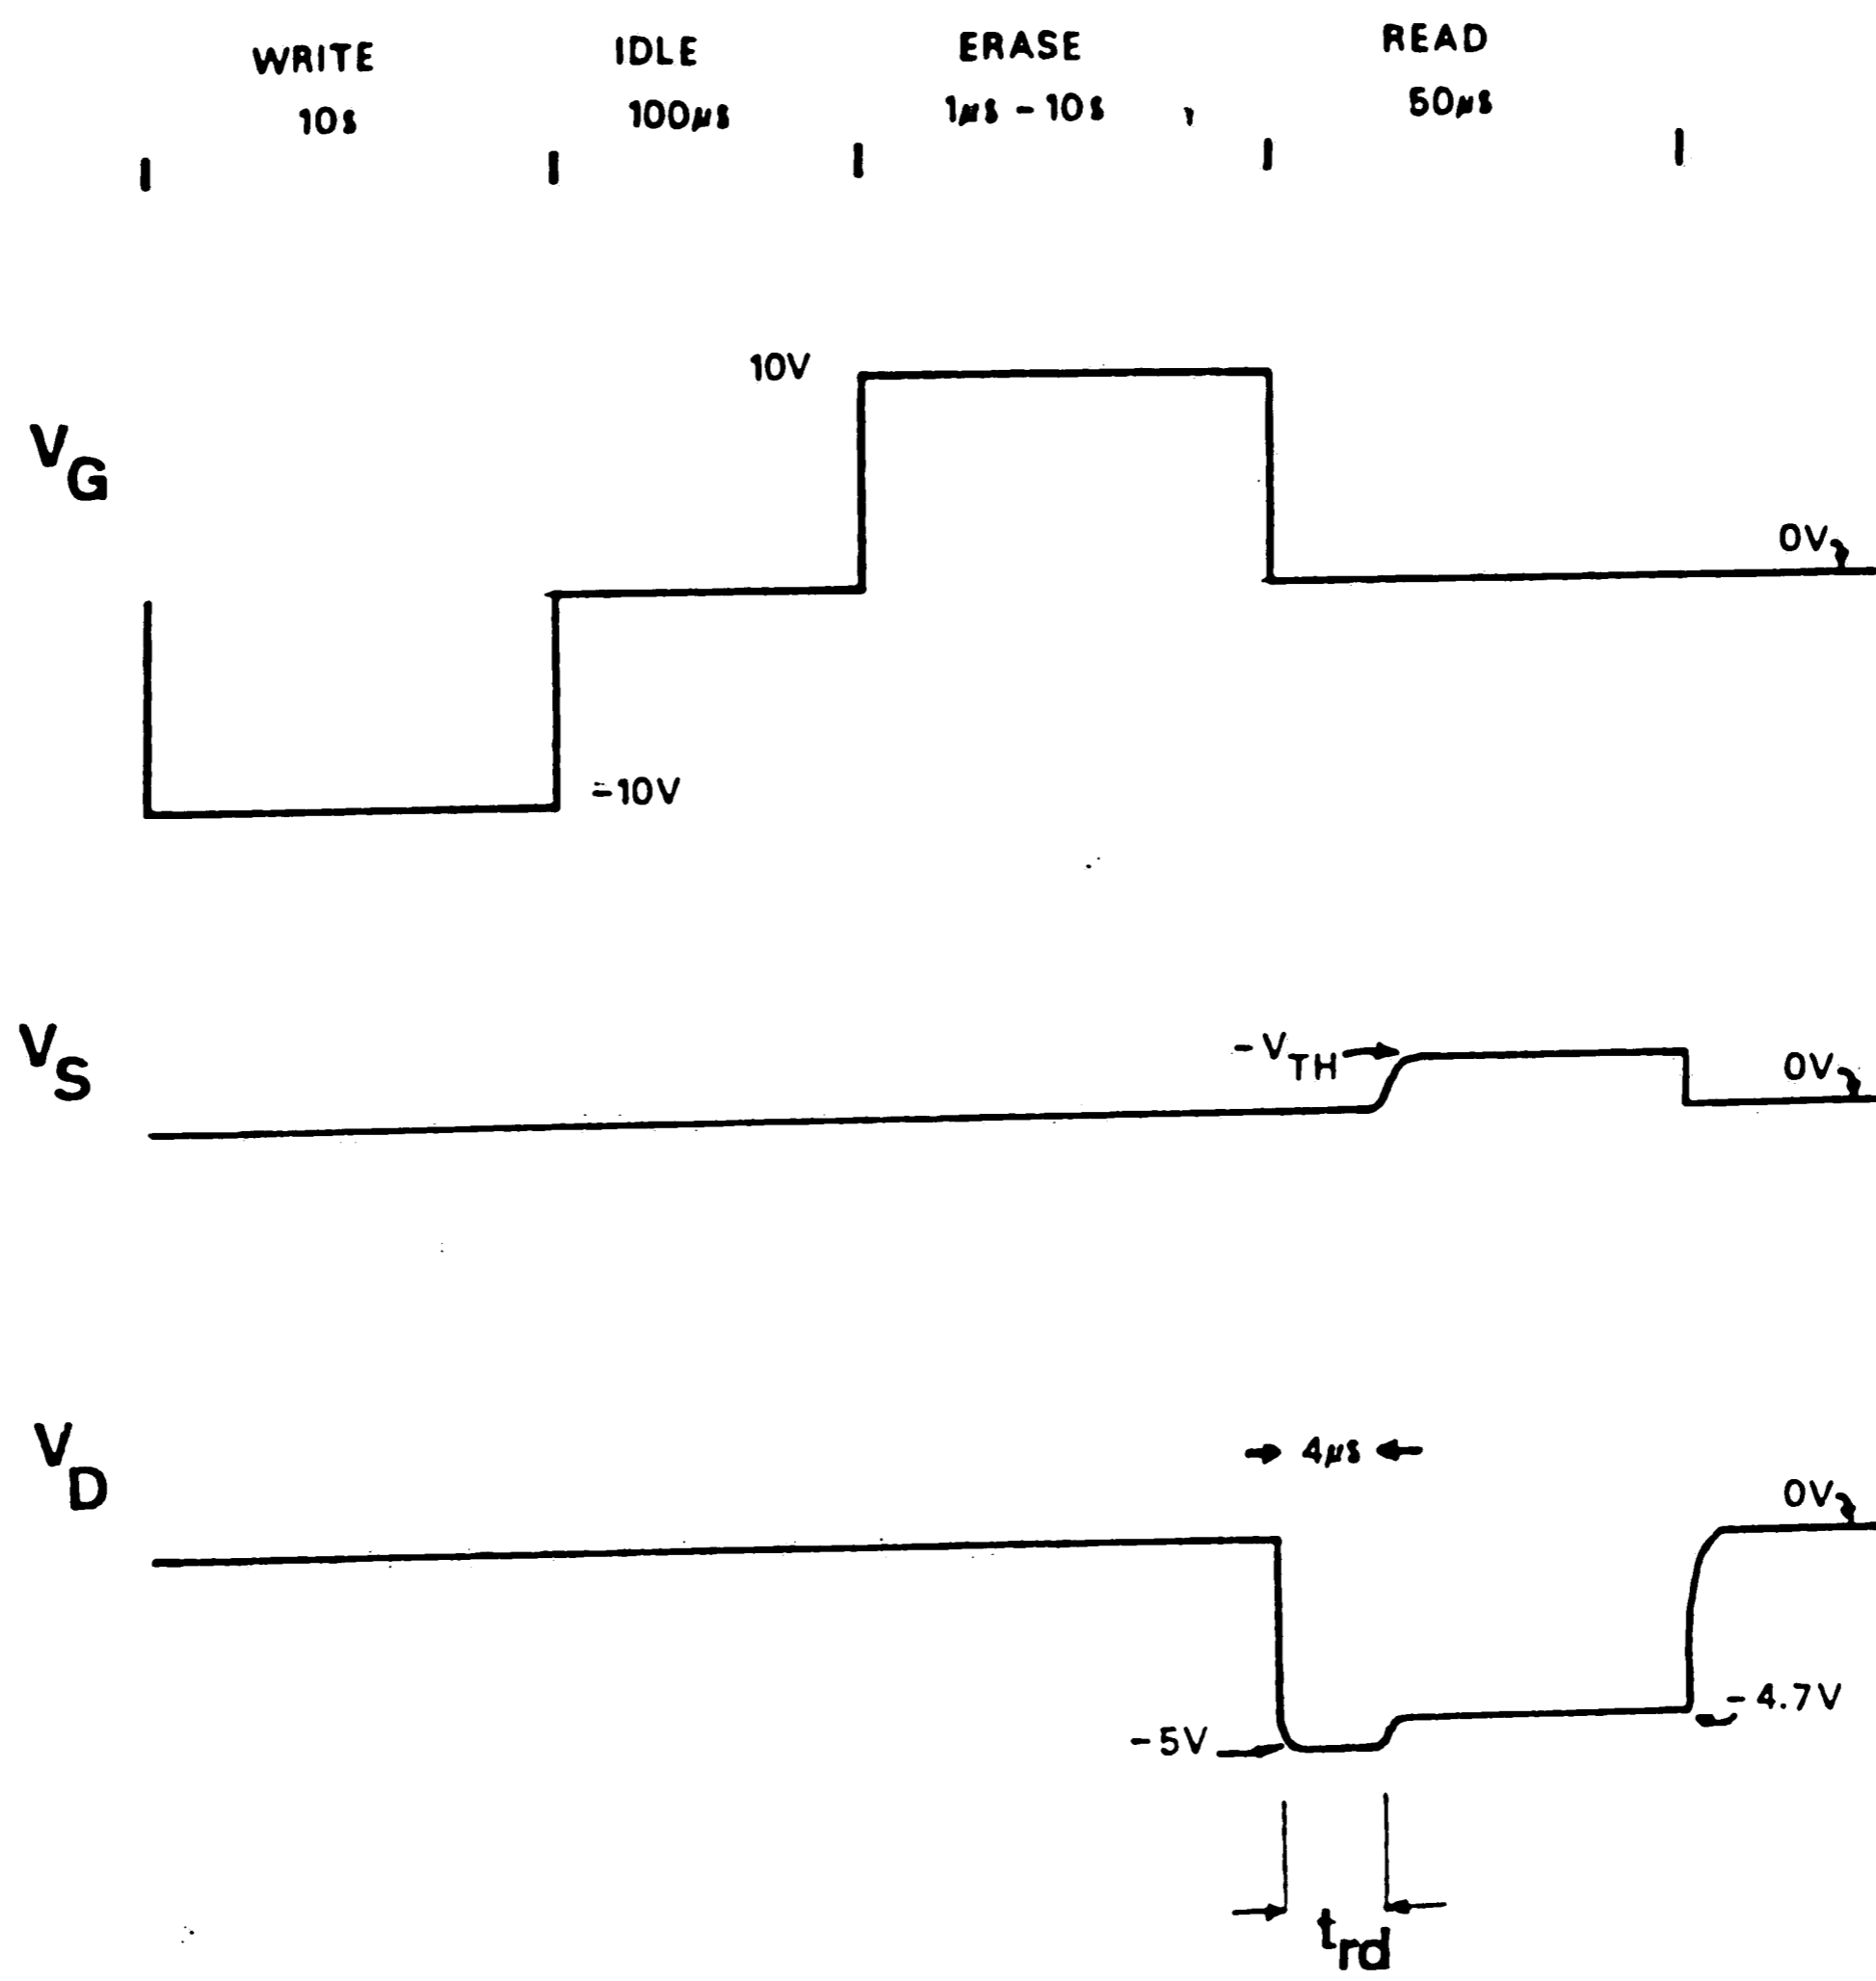 WRITE IDLE ERASE READ
10s 100μs 1μs - 10s 50μs
10V
VG
0V
-10V
VS
-VTH
0V
VD
4μs
0V
-4.7V
-5V
trd